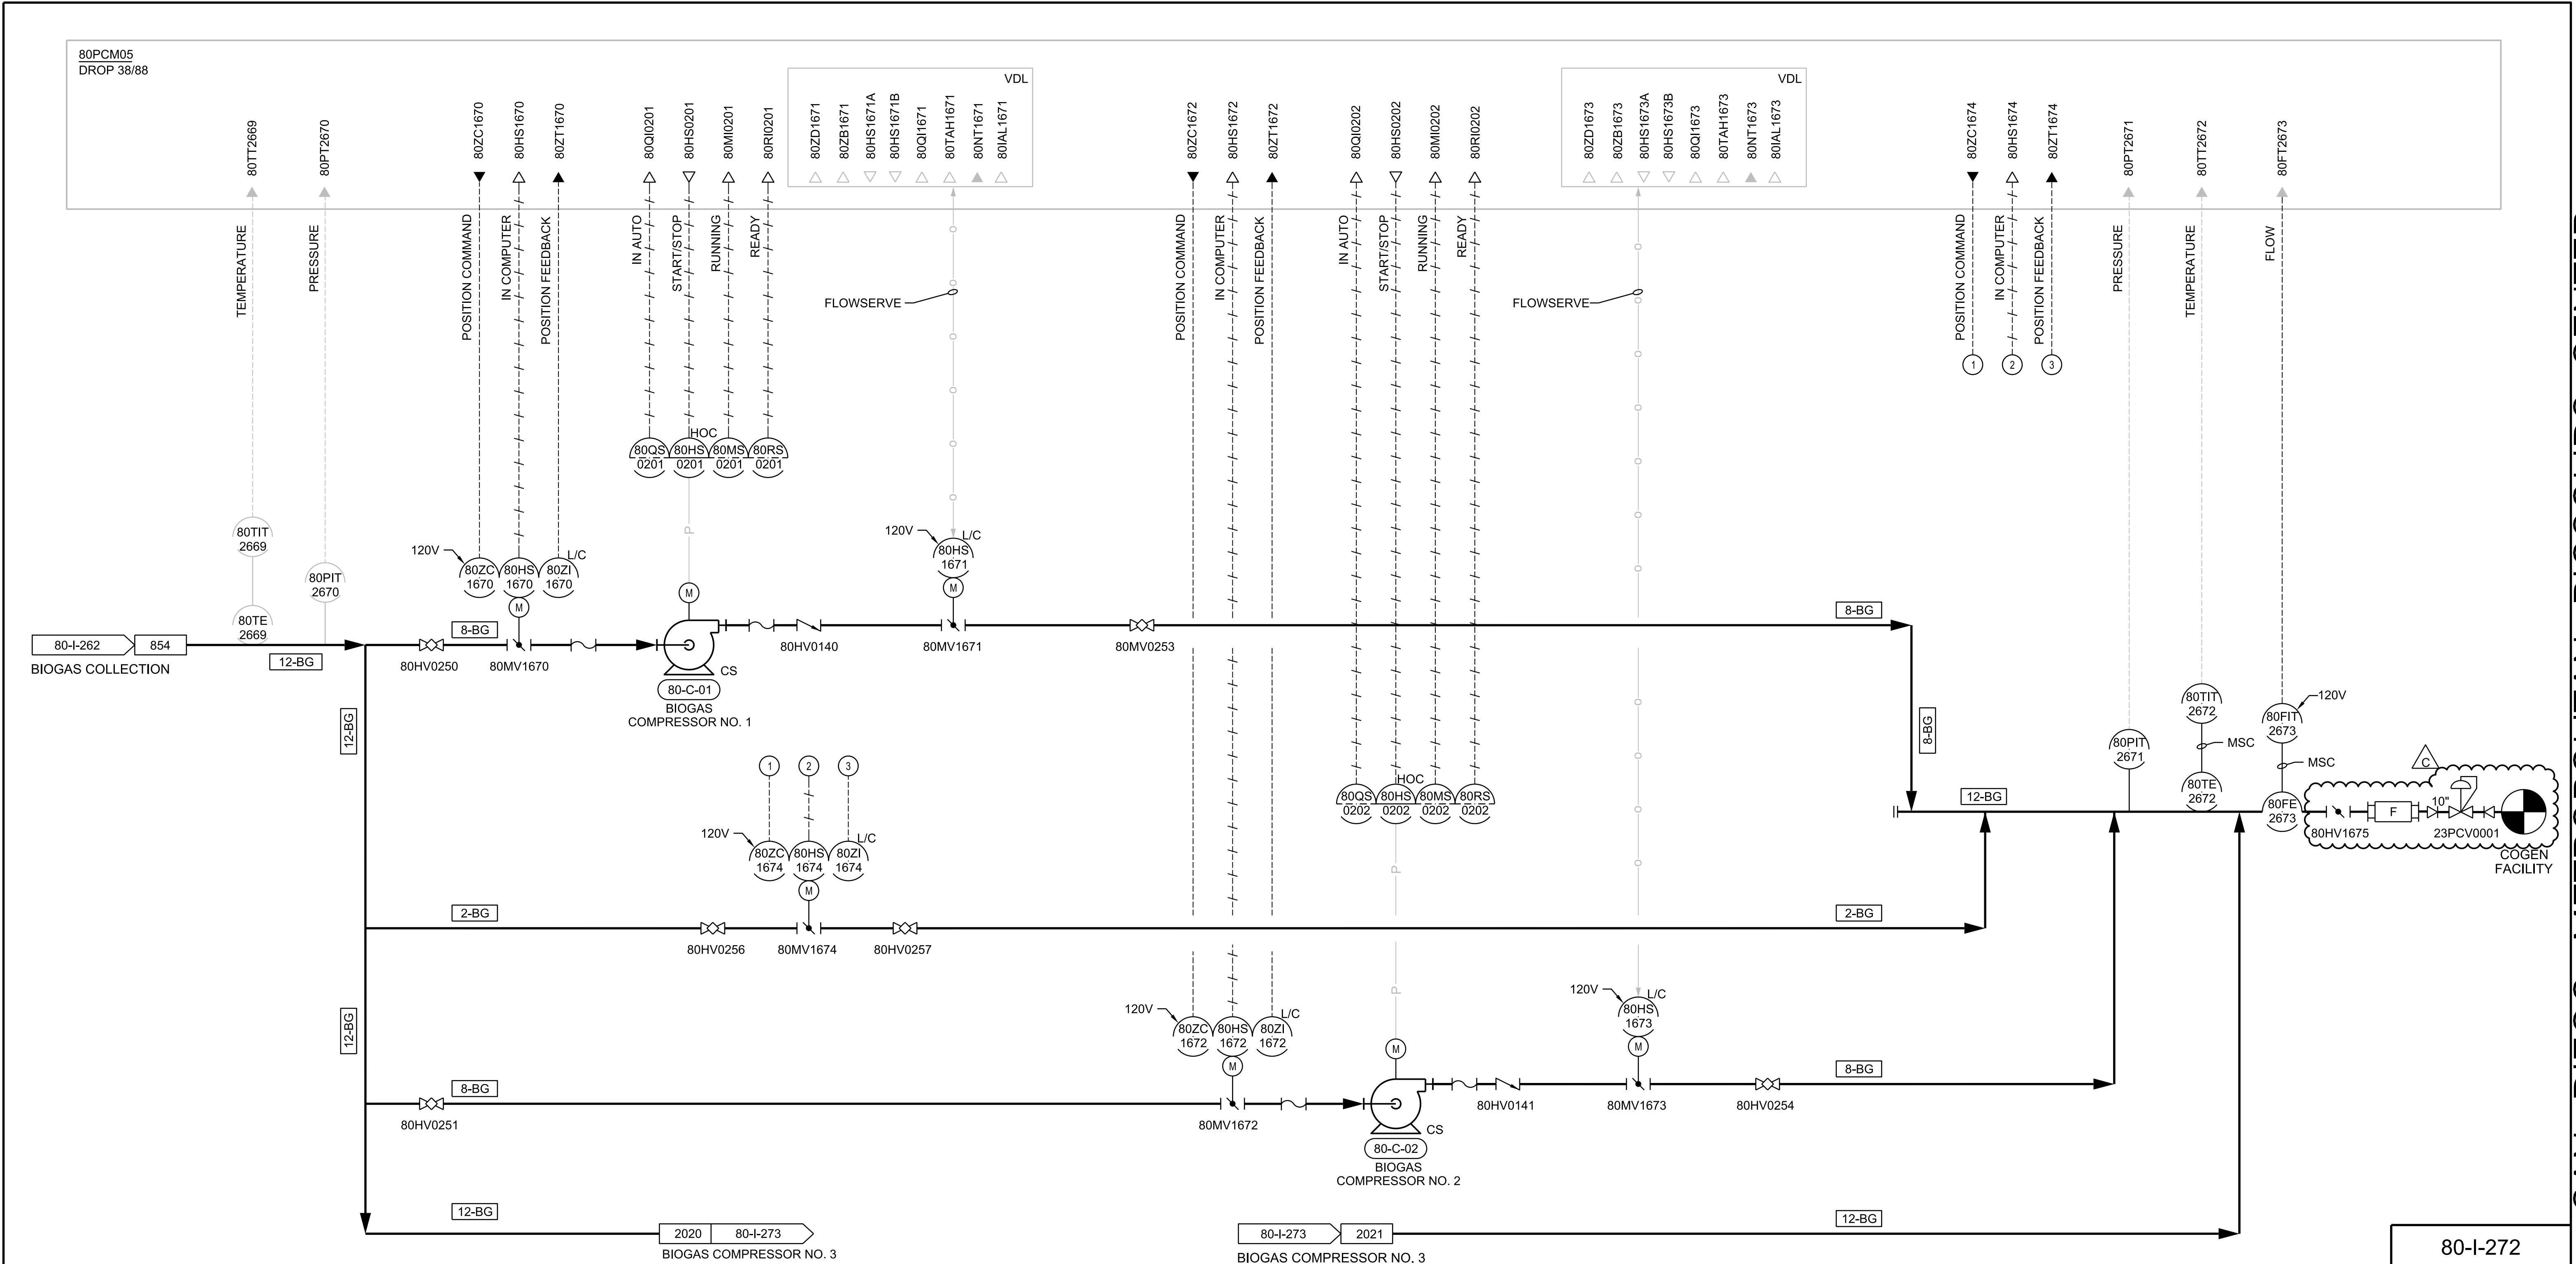 80PCM05
DROP 38/88
80TT2669
80PT2670
80ZC1670
80HS1670
80ZT1670
80QI0201
80HS0201
80MI0201
80RI0201
VDL
80ZD1671
80ZB1671
80HS1671A
80HS1671B
80QI1671
80TAH1671
80NT1671
80IAL1671
80ZC1672
80HS1672
80ZT1672
80QI0202
80HS0202
80MI0202
80RI0202
VDL
80ZD1673
80ZB1673
80HS1673A
80HS1673B
80QI1673
80TAH1673
80NT1673
80IAL1673
80ZC1674
80HS1674
80ZT1674
80PT2671
80TT2672
80FT2673
TEMPERATURE
PRESSURE
POSITION COMMAND
IN COMPUTER
POSITION FEEDBACK
IN AUTO
START/STOP
RUNNING
READY
FLOWSERVE
POSITION COMMAND
IN COMPUTER
POSITION FEEDBACK
IN AUTO
START/STOP
RUNNING
READY
FLOWSERVE
POSITION COMMAND
IN COMPUTER
POSITION FEEDBACK
PRESSURE
TEMPERATURE
FLOW
1
2
3
HOC
80QS
0201
80HS
0201
80MS
0201
80RS
0201
P
80TIT
2669
80TE
2669
80PIT
2670
120V
L/C
80ZC
1670
80HS
1670
80ZI
1670
M
M
120V
L/C
80HS
1671
M
80-I-262
854
BIOGAS COLLECTION
12-BG
8-BG
80HV0250
80MV1670
CS
80-C-01
BIOGAS
COMPRESSOR NO. 1
80HV0140
80MV1671
80MV0253
8-BG
12-BG
8-BG
1
2
3
120V
L/C
80ZC
1674
80HS
1674
80ZI
1674
M
HOC
80QS
0202
80HS
0202
80MS
0202
80RS
0202
P
P
80PIT
2671
80TIT
2672
MSC
80TE
2672
120V
80FIT
2673
MSC
80FE
2673
12-BG
C
80HV1675
F
10"
23PCV0001
COGEN
FACILITY
2-BG
80HV0256
80MV1674
80HV0257
2-BG
12-BG
120V
L/C
80ZC
1672
80HS
1672
80ZI
1672
M
M
120V
L/C
80HS
1673
M
8-BG
80HV0251
80MV1672
CS
80-C-02
BIOGAS
COMPRESSOR NO. 2
80HV0141
80MV1673
80HV0254
8-BG
12-BG
2020
80-I-273
BIOGAS COMPRESSOR NO. 3
80-I-273
2021
BIOGAS COMPRESSOR NO. 3
12-BG
80-I-272